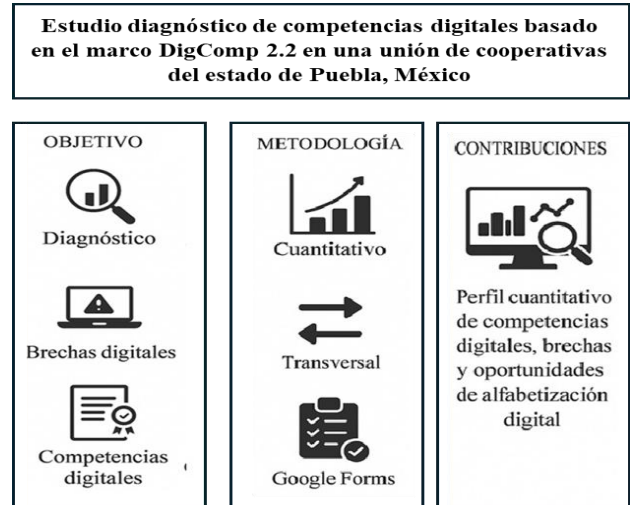 Estudio diagnóstico de competencias digitales basado
en el marco DigComp 2.2 en una unión de cooperativas
del estado de Puebla, México
OBJETIVO
Diagnóstico
Brechas digitales
Competencias
digitales
METODOLOGÍA
Cuantitativo
Transversal
Google Forms
CONTRIBUCIONES
Perfil cuantitativo
de competencias
digitales, brechas
y oportunidades
de alfabetización
digital